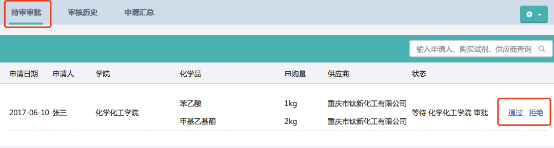 待审审批 审核历史 申请汇总
输入申请人、购买试剂、供应商查询
申请日期 申请人 学院 化学品 申购量 供应商 状态
苯乙酸 1kg 重庆市钛新化工有限公司
2017-06-10 张三 化学化工学院 等待 化学化工学院 审批 通过 拒绝
甲基乙基酮 2kg 重庆市钛新化工有限公司